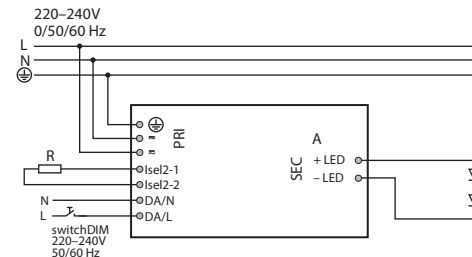 220–240V
0/50/60 Hz
L
N
PRI
A
SEC
+ LED
– LED
R
Isel2-1
Isel2-2
N
DA/N
L
DA/L
switchDIM
220–240V
50/60 Hz